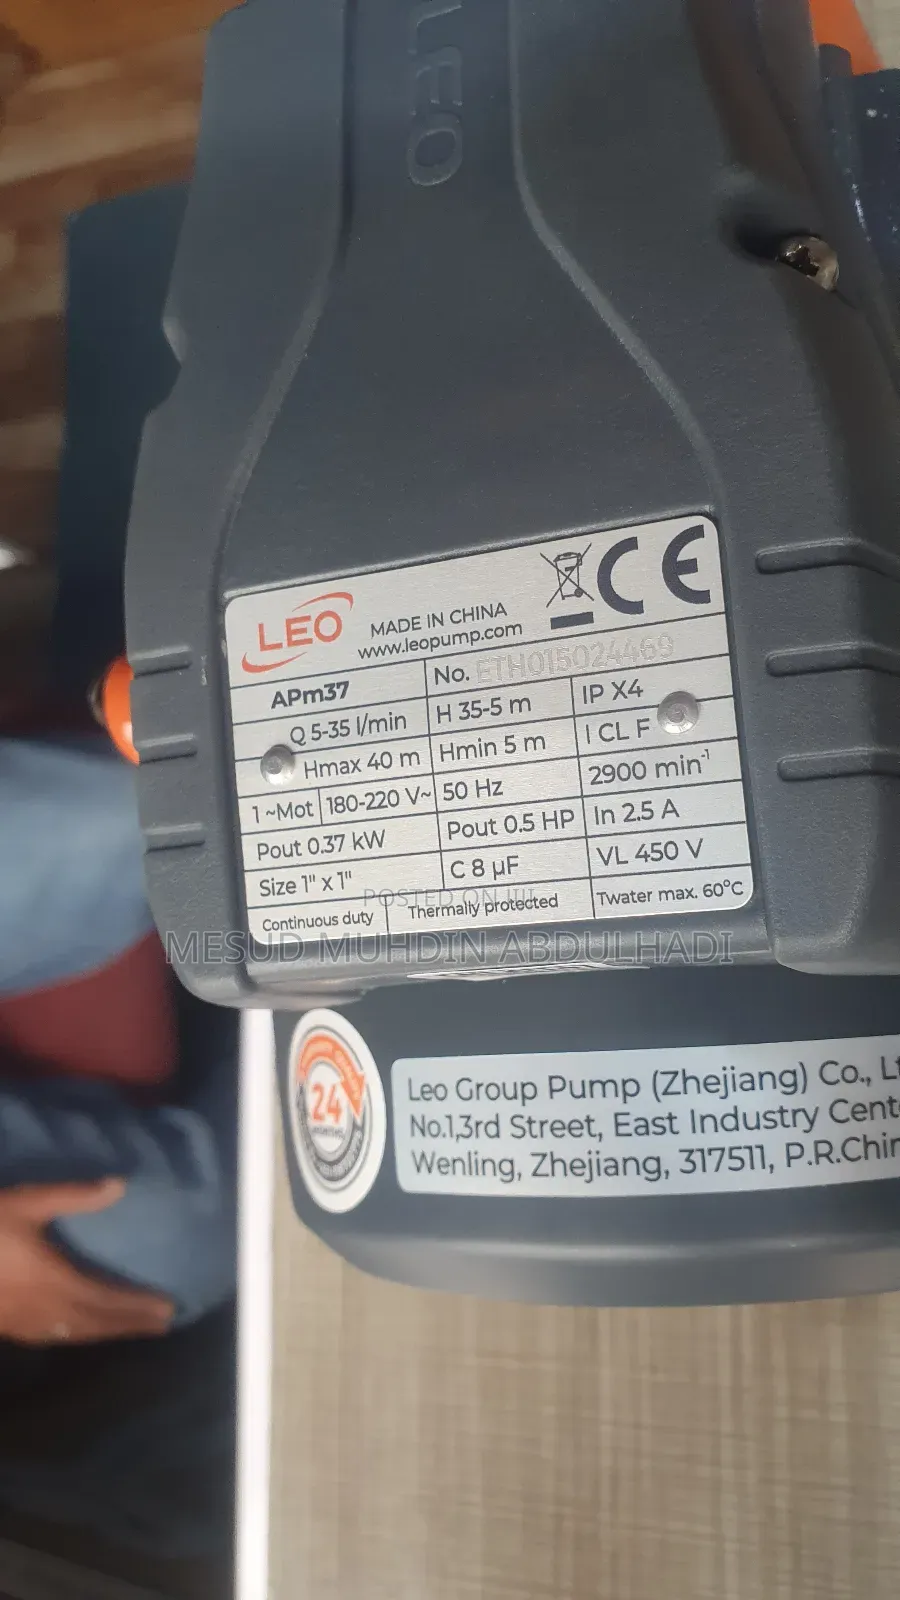 LEO
LEO
MADE IN CHINA
www.leopump.com
CE
APm37
No. ETH015024469
Q 5-35 l/min
H 35-5 m
IP X4
Hmax 40 m
Hmin 5 m
I CL F
1 ~Mot
180-220 V~
50 Hz
2900 min⁻¹
Pout 0.37 kW
Pout 0.5 HP
In 2.5 A
Size 1" x 1"
C 8 µF
VL 450 V
Continuous duty
Thermally protected
Twater max. 60°C
POSTED ON JIJI
MESUD MUHDIN ABDULHADI
24
Leo Group Pump (Zhejiang) Co.,
No.1,3rd Street, East Industry
Wenling, Zhejiang, 317511,